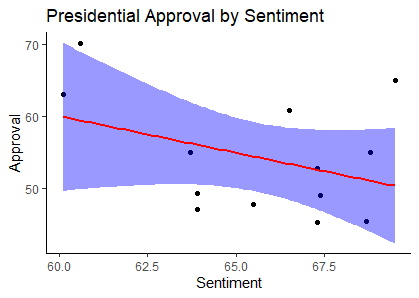 Presidential Approval by Sentiment
Approval
70
60
50
60.0 62.5 65.0 67.5
Sentiment